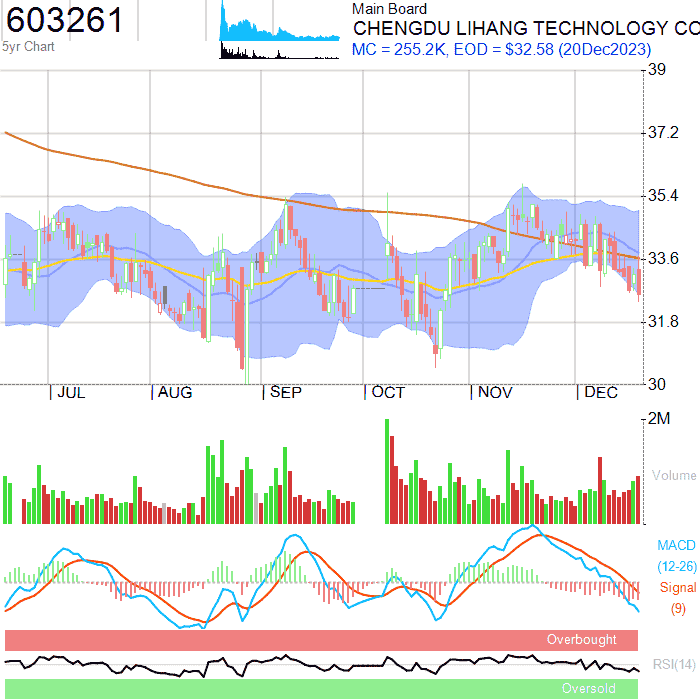 603261
5yr Chart
Main Board
CHENGDU LIHANG TECHNOLOGY CO
MC = 255.2K, EOD = $32.58 (20Dec2023)
39
37.2
35.4
33.6
31.8
30
JUL AUG SEP OCT NOV DEC
2M
Volume
MACD
(12-26)
Signal
(9)
Overbought
RSI(14)
Oversold